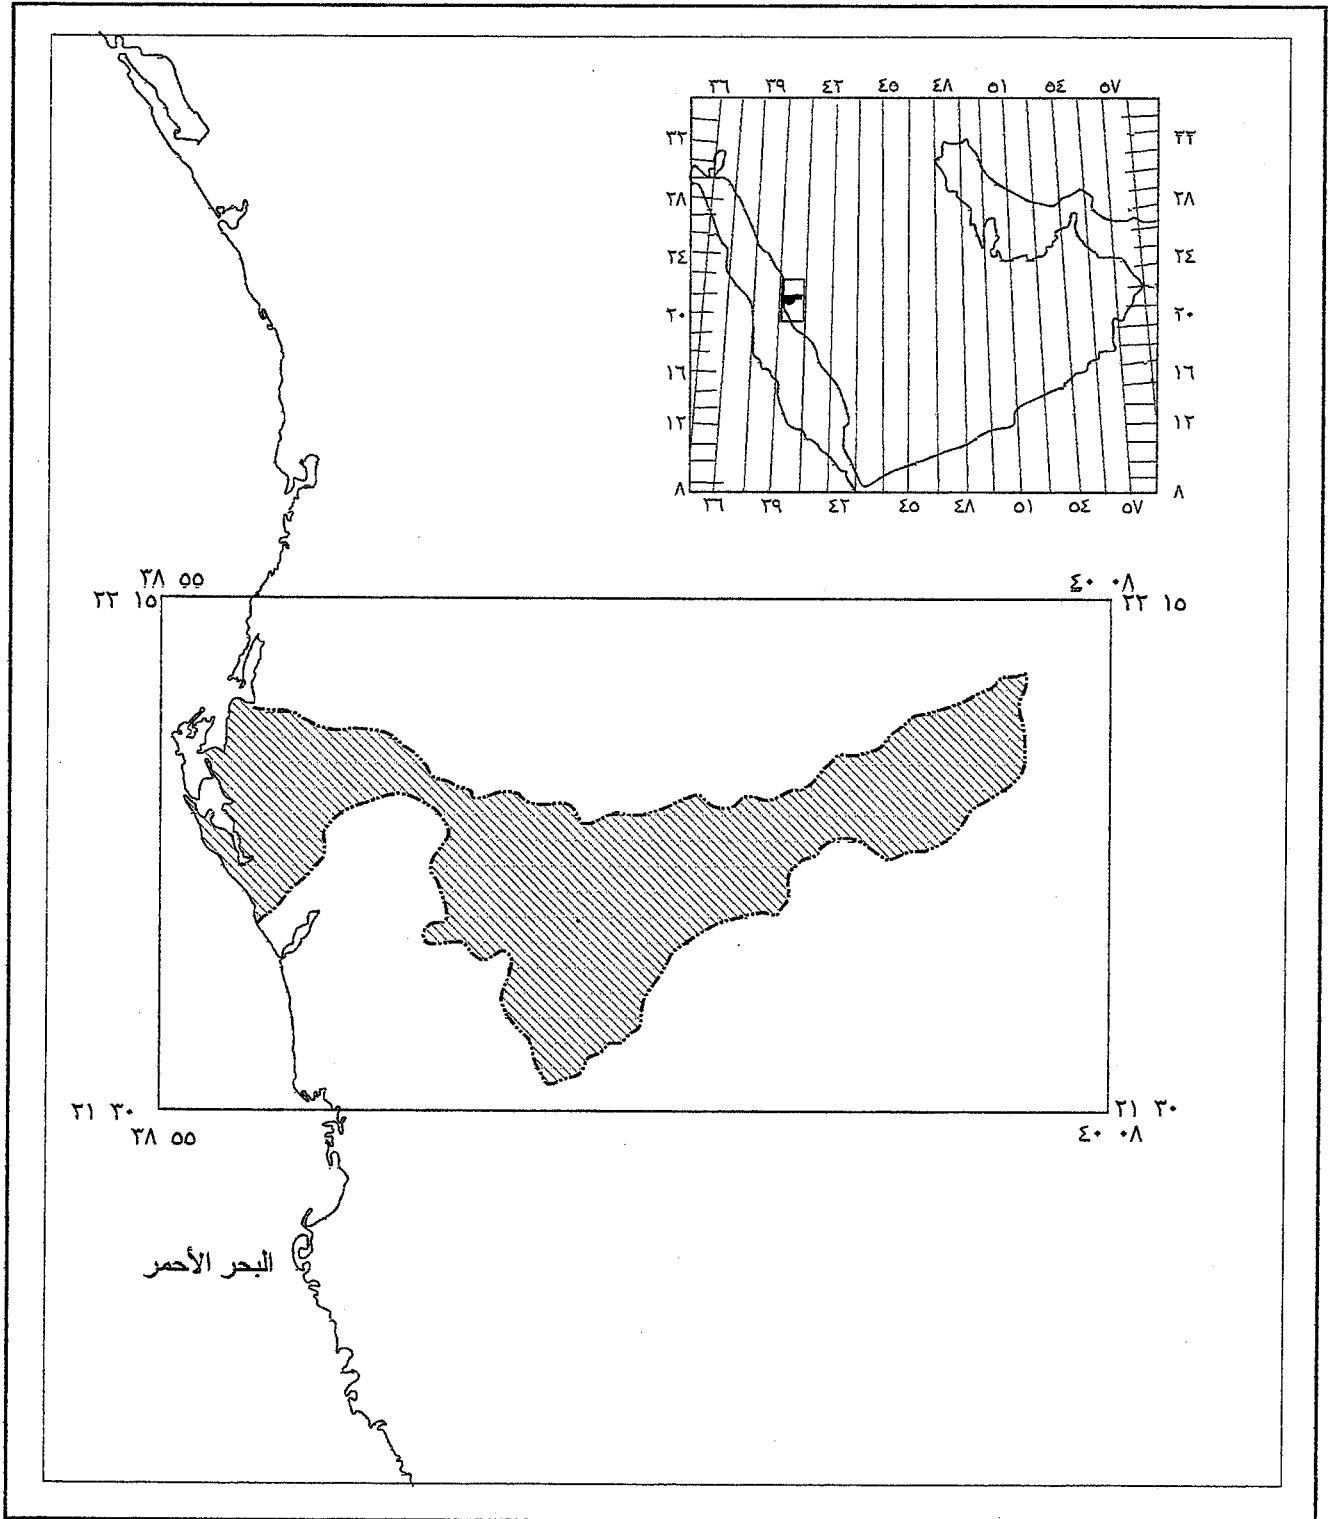 ٣٦ ٣٩ ٤٢ ٤٥ ٤٨ ٥١ ٥٤ ٥٧
٣٢ ٣٢
٢٨ ٢٨
٢٤ ٢٤
٢٠ ٢٠
١٦ ١٦
١٢ ١٢
٨ ٨
٣٦ ٣٩ ٤٢ ٤٥ ٤٨ ٥١ ٥٤ ٥٧
٣٨ ٥٥ ٤٠ ٠٨
٢٢ ١٥ ٢٢ ١٥
٢١ ٣٠ ٢١ ٣٠
٣٨ ٥٥ ٤٠ ٠٨
البحر الأحمر